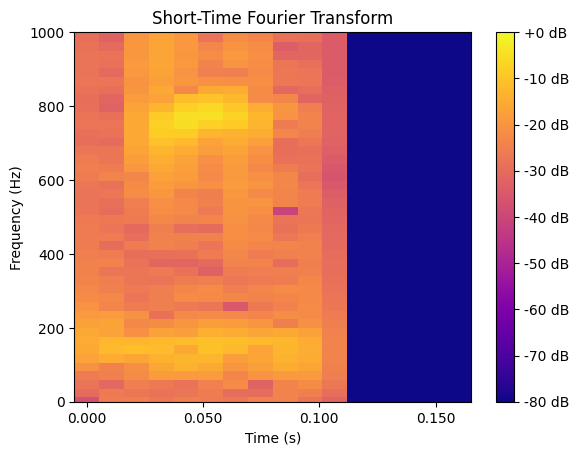 Short-Time Fourier Transform
1000
800
600
400
200
0
Frequency (Hz)
0.000
0.050
0.100
0.150
Time (s)
+0 dB
-10 dB
-20 dB
-30 dB
-40 dB
-50 dB
-60 dB
-70 dB
-80 dB